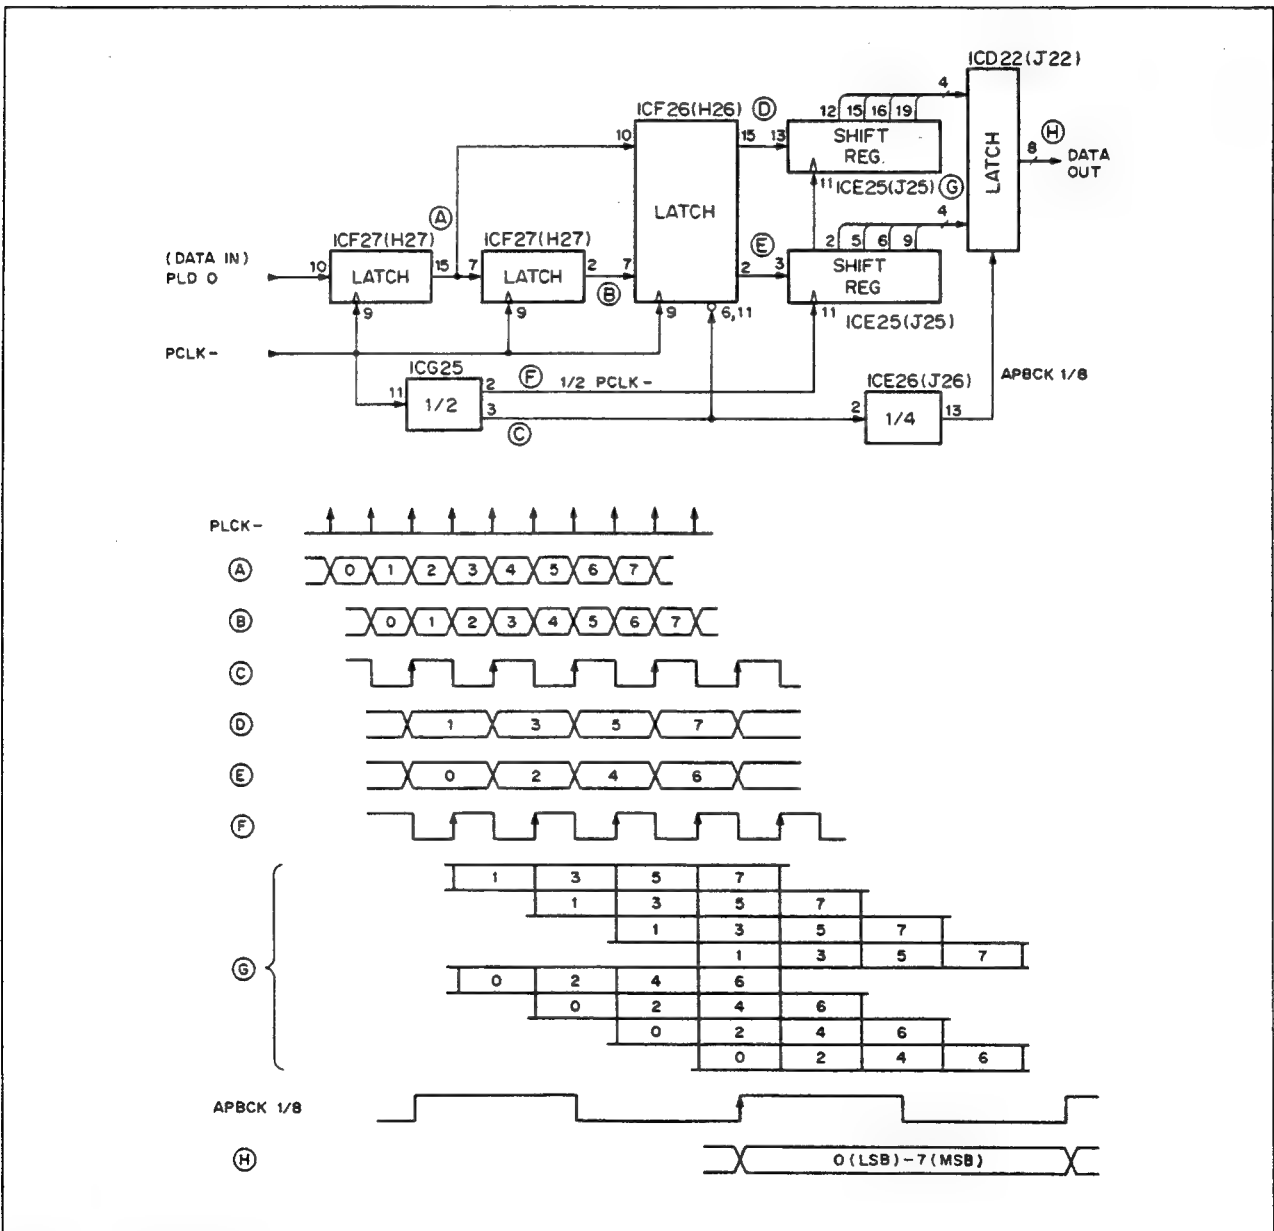 ICD22(J22)
4
12 15 16 19
ICF26(H26) D
10 15 13 SHIFT REG.
H
8 DATA OUT
LATCH
11 ICE25(J25) G
4
A
LATCH
2 5 6 9
ICF27(H27) ICF27(H27)
E
(DATA IN)
PLD 0
10 LATCH 15 7 LATCH 2 7 2 3 SHIFT REG
B
9 9 9 6,11 11 ICE25(J25)
PCLK-
ICG25
11 1/2 2 F 1/2 PCLK-
3
C
ICE26(J26)
2 1/4 13
APBCK 1/8
PLCK-
A 0 1 2 3 4 5 6 7
B 0 1 2 3 4 5 6 7
C
D 1 3 5 7
E 0 2 4 6
F
G
1 3 5 7
1 3 5 7
1 3 5 7
1 3 5 7
0 2 4 6
0 2 4 6
0 2 4 6
0 2 4 6
APBCK 1/8
H 0(LSB)-7(MSB)